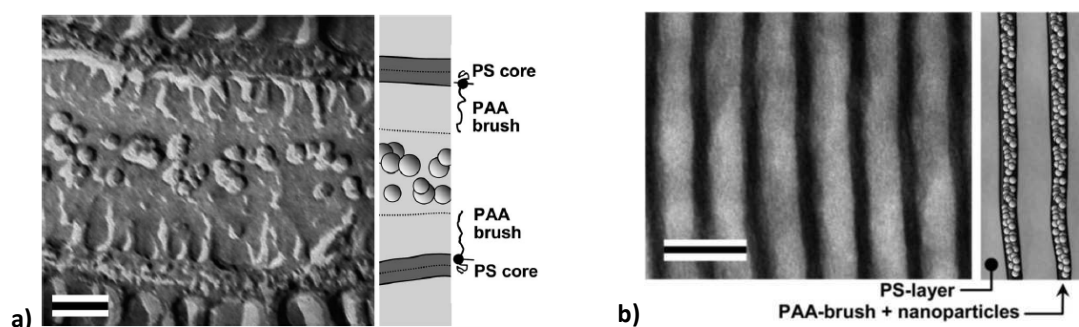 PS core
PAA
brush
PAA
brush
PS core
a)
PS-layer
PAA-brush + nanoparticles
b)